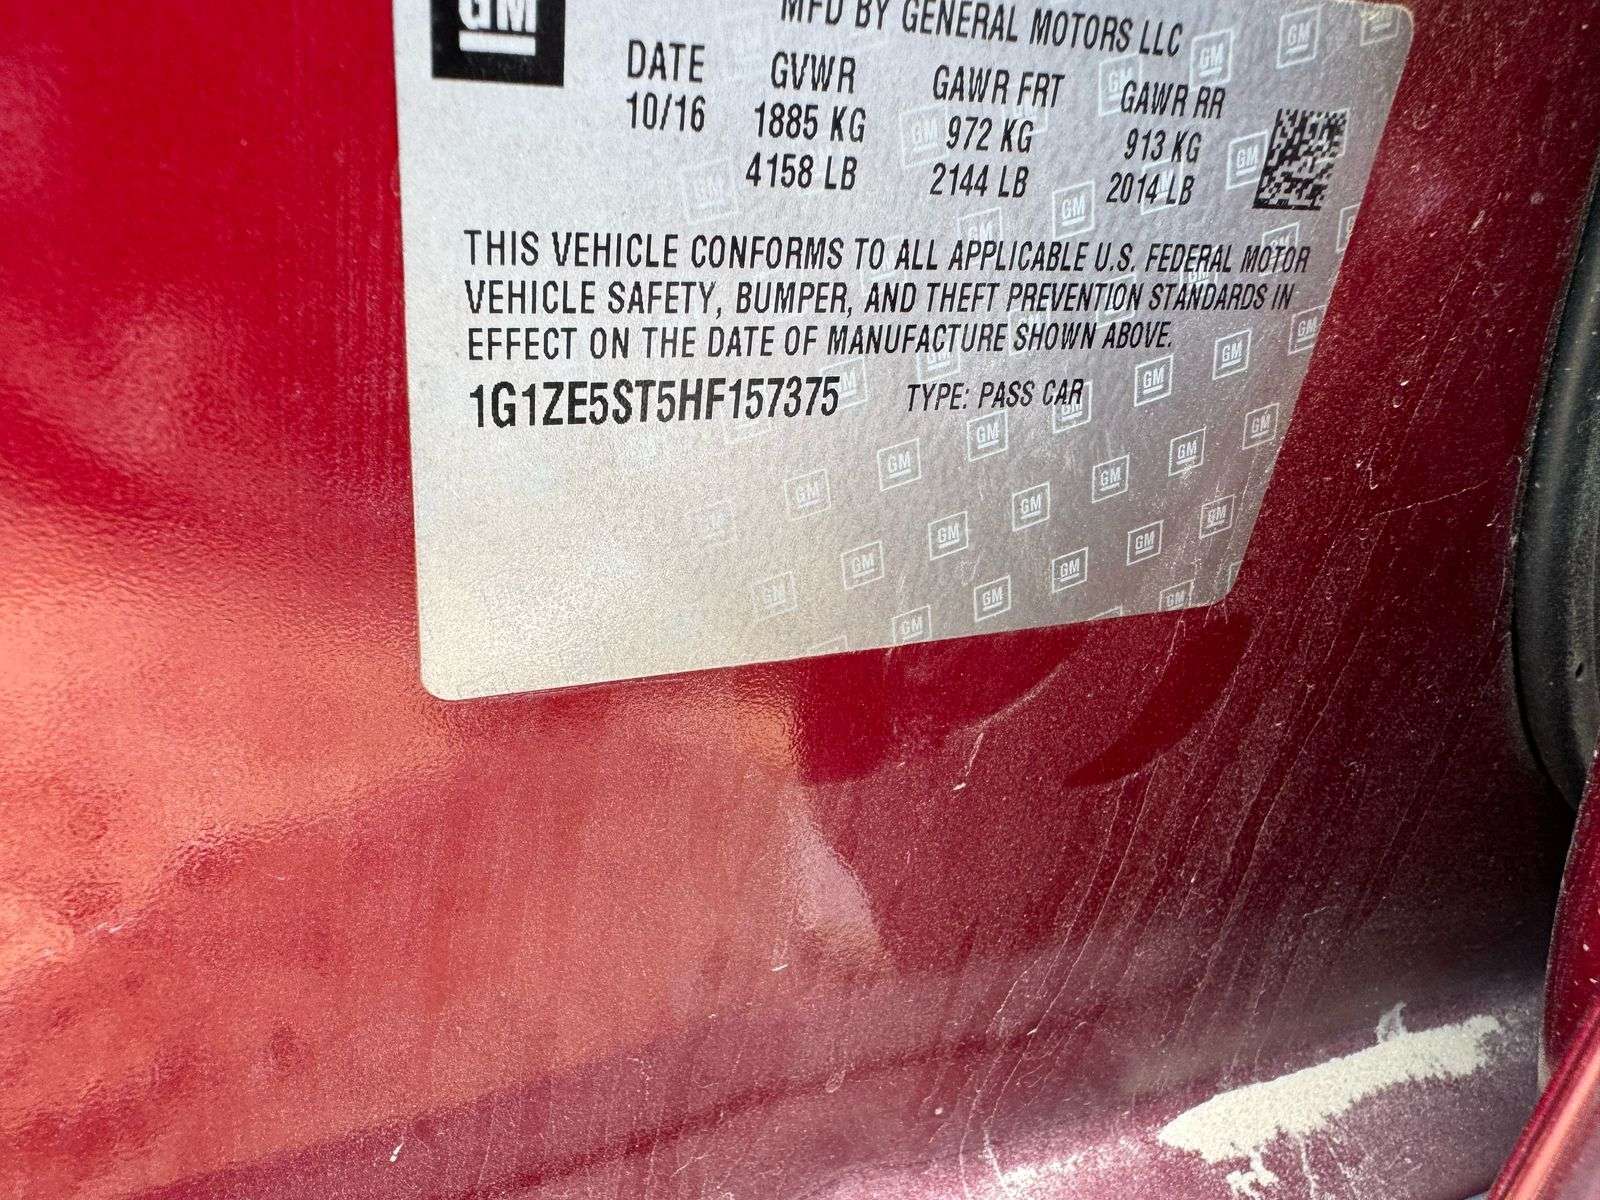 GM
MFD BY GENERAL MOTORS LLC
DATE GVWR GAWR FRT GAWR RR
10/16 1885 KG 972 KG 913 KG
4158 LB 2144 LB 2014 LB
THIS VEHICLE CONFORMS TO ALL APPLICABLE U.S. FEDERAL MOTOR
VEHICLE SAFETY, BUMPER, AND THEFT PREVENTION STANDARDS IN
EFFECT ON THE DATE OF MANUFACTURE SHOWN ABOVE.
1G1ZE5ST5HF157375 TYPE: PASS CAR